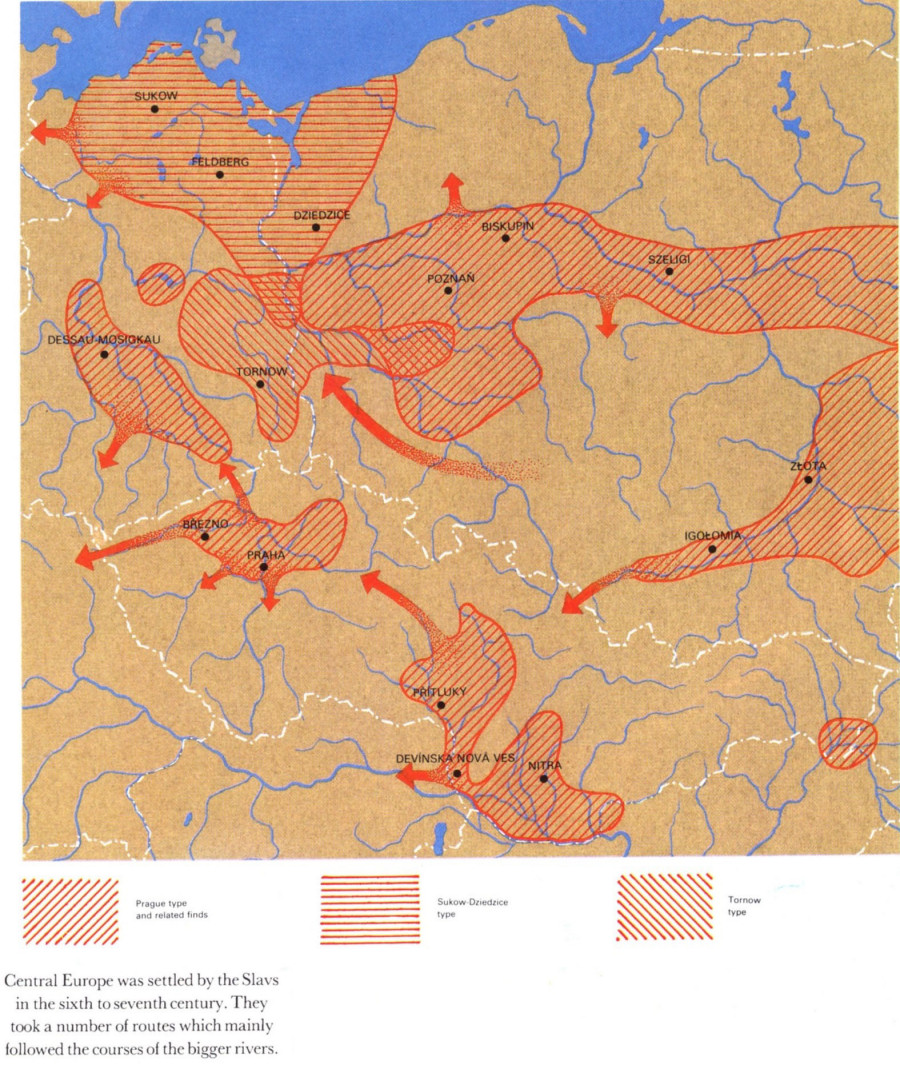 SUKOW
FELDBERG
DZIEDZICE
BISKUPIN
SZELIGI
POZNAŃ
DESSAU-MOSIGKAU
TORNOW
ZŁOTA
BŘEZNO
IGOŁOMIA
PRAHA
PŘÍTLUKY
DEVÍNSKA NOVÁ VES
NITRA
Prague type
and related finds
Sukow-Dziedzice
type
Tornow
type
Central Europe was settled by the Slavs
in the sixth to seventh century. They
took a number of routes which mainly
followed the courses of the bigger rivers.